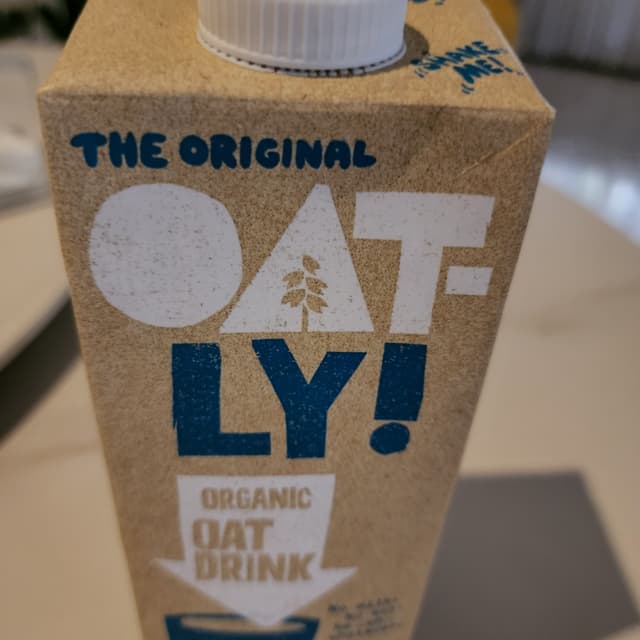 "SHAKE
ME!"
THE ORIGINAL
OAT-
LY!
ORGANIC
OAT
DRINK